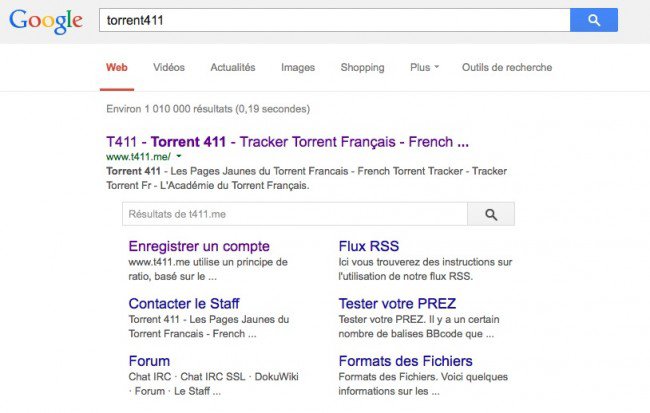 Google torrent411
Web Vidéos Actualités Images Shopping Plus Outils de recherche
Environ 1 010 000 résultats (0,19 secondes)
T411 - Torrent 411 - Tracker Torrent Français - French ...
www.t411.me/
Torrent 411 - Les Pages Jaunes du Torrent Francais - French Torrent Tracker - Tracker
Torrent Fr - L'Académie du Torrent Français.
Résultats de t411.me
Enregistrer un compte
www.t411.me utilise un principe de
ratio, basé sur le ...
Flux RSS
Ici vous trouverez des instructions sur
l'utilisation de notre flux RSS.
Contacter le Staff
Torrent 411 - Les Pages Jaunes du
Torrent Francais - French ...
Tester votre PREZ
Tester votre PREZ. Il y a un certain
nombre de balises BBcode que ...
Forum
Chat IRC · Chat IRC SSL · DokuWiki
· Forum · Le Staff ...
Formats des Fichiers
Formats des Fichiers. Voici quelques
informations sur les ...